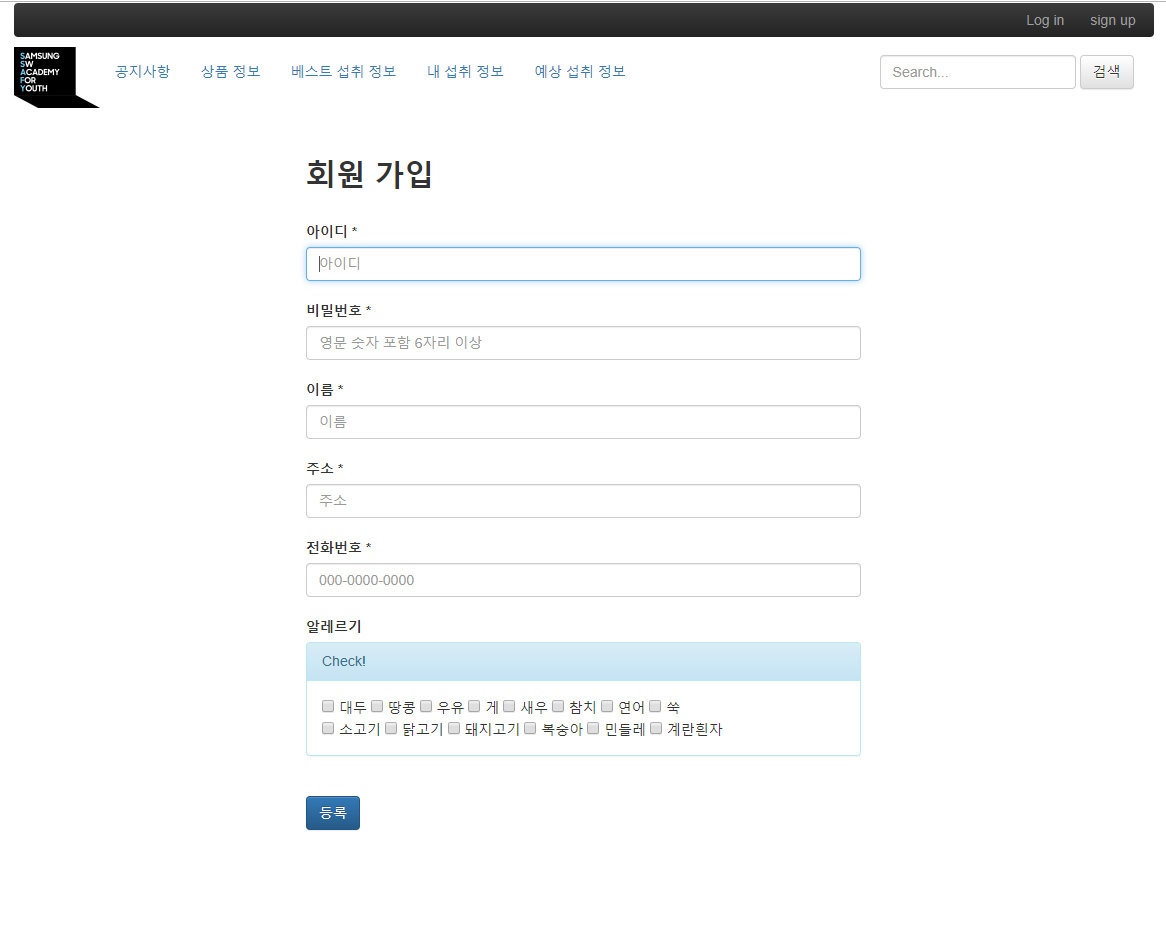 Log in sign up
SAMSUNG
SW
ACADEMY
FOR
YOUTH
공지사항 상품 정보 베스트 섭취 정보 내 섭취 정보 예상 섭취 정보 Search... 검색
회원 가입
아이디 *
아이디
비밀번호 *
영문 숫자 포함 6자리 이상
이름 *
이름
주소 *
주소
전화번호 *
000-0000-0000
알레르기
Check!
대두 땅콩 우유 게 새우 참치 연어 쑥
소고기 닭고기 돼지고기 복숭아 민들레 계란흰자
등록